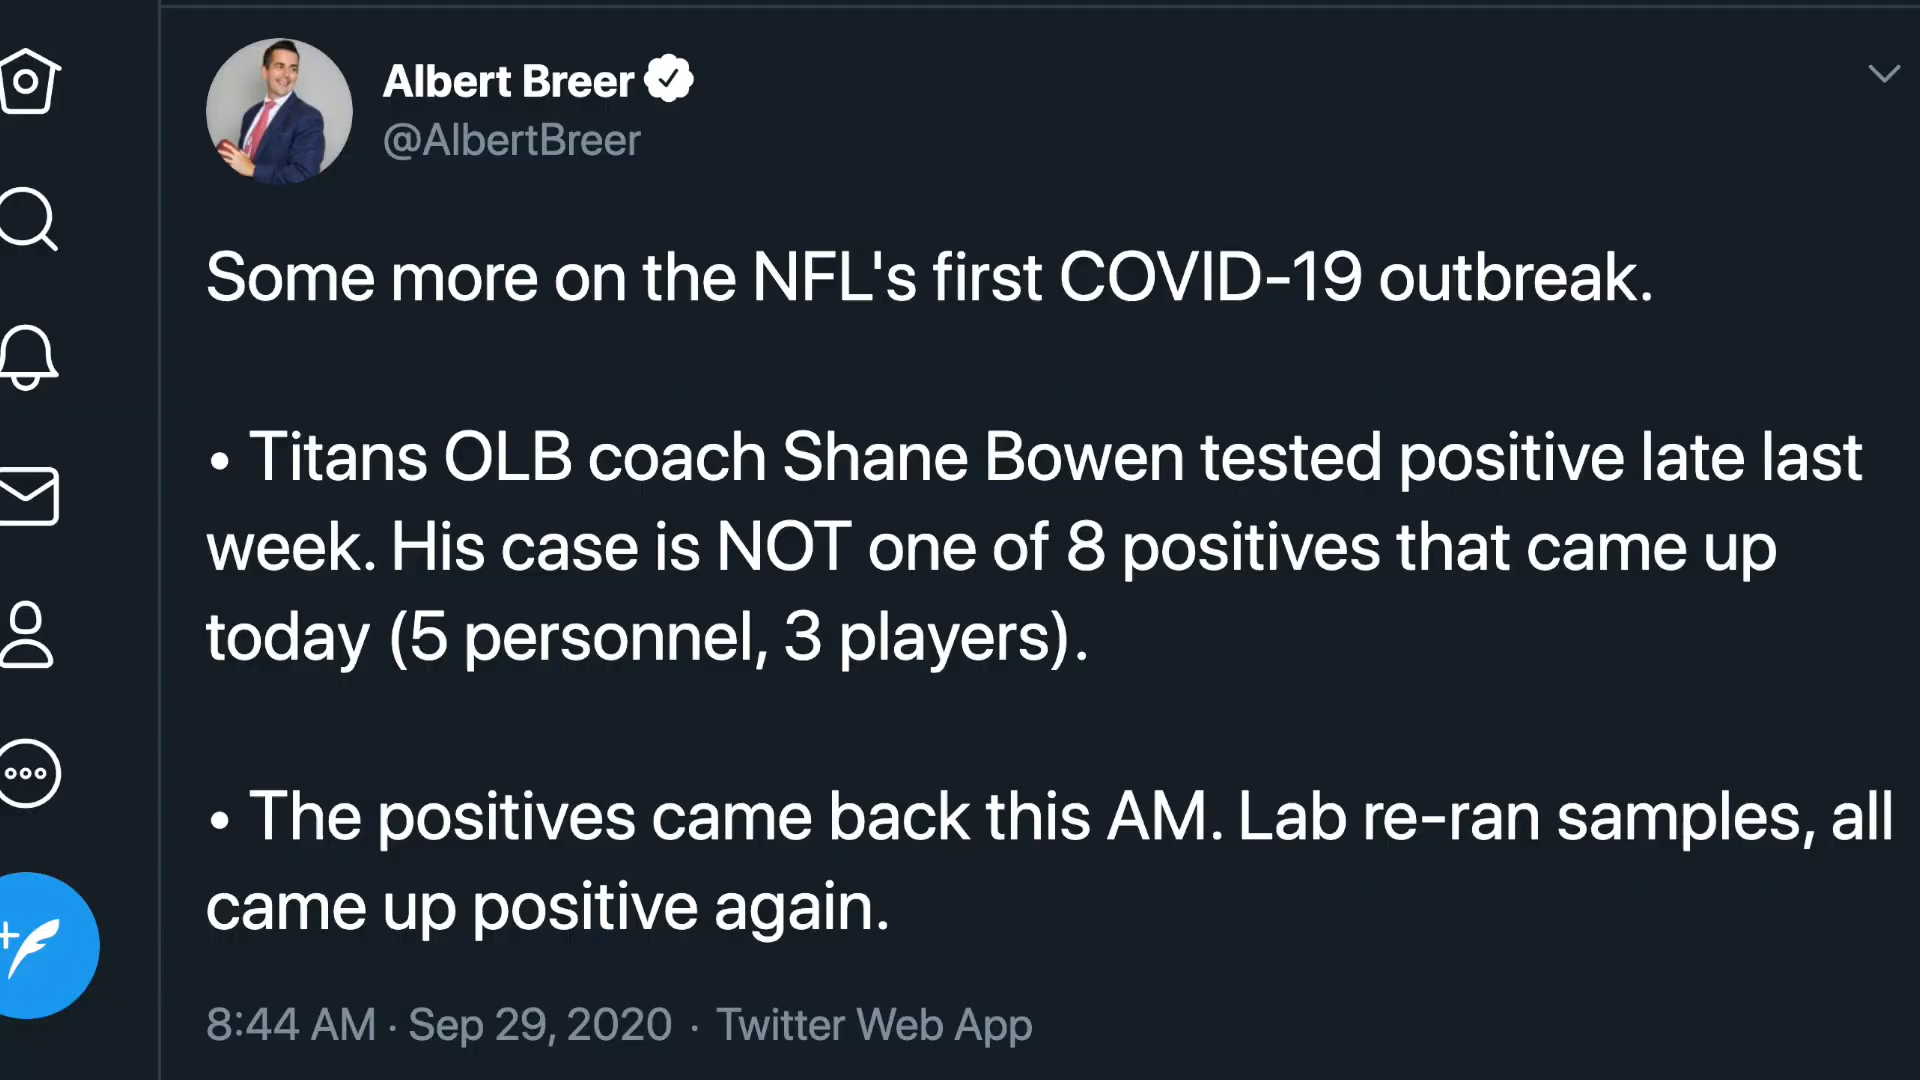 Albert Breer
@AlbertBreer
Some more on the NFL's first COVID-19 outbreak.
• Titans OLB coach Shane Bowen tested positive late last
week. His case is NOT one of 8 positives that came up
today (5 personnel, 3 players).
• The positives came back this AM. Lab re-ran samples, all
came up positive again.
8:44 AM · Sep 29, 2020 · Twitter Web App